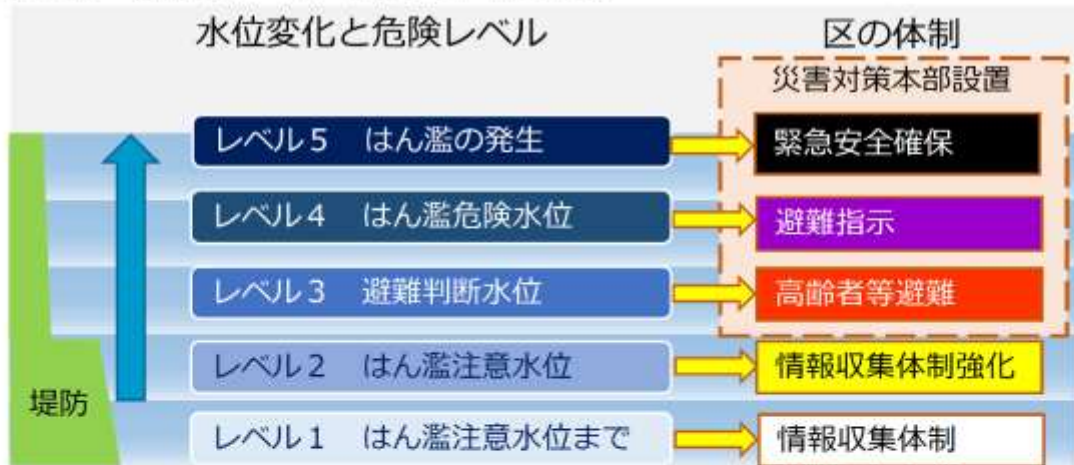 水位変化と危険レベル
区の体制
災害対策本部設置
レベル５　はん濫の発生
緊急安全確保
レベル４　はん濫危険水位
避難指示
レベル３　避難判断水位
高齢者等避難
レベル２　はん濫注意水位
情報収集体制強化
堤防
レベル１　はん濫注意水位まで
情報収集体制